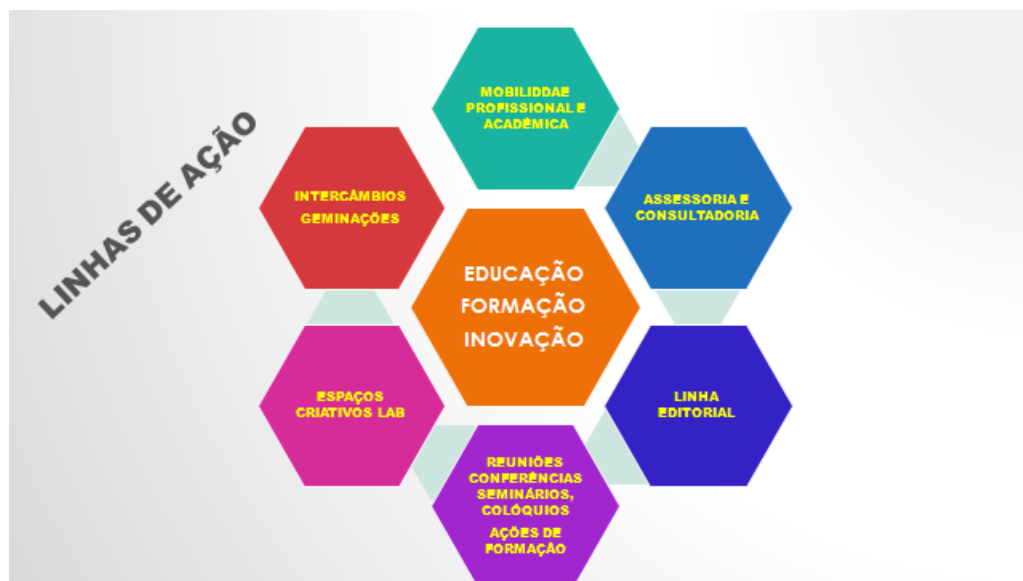 LINHAS DE AÇÃO
MOBILIDDAE
PROFISSIONAL E
ACADÊMICA
ASSESSORIA E
CONSULTADORIA
LINHA
EDITORIAL
REUNIÕES
CONFERÊNCIAS
SEMINÁRIOS,
COLÓQUIOS
AÇÕES DE
FORMAÇÃO
ESPAÇOS
CRIATIVOS LAB
INTERCÂMBIOS
GEMINAÇÕES
EDUCAÇÃO
FORMAÇÃO
INOVAÇÃO